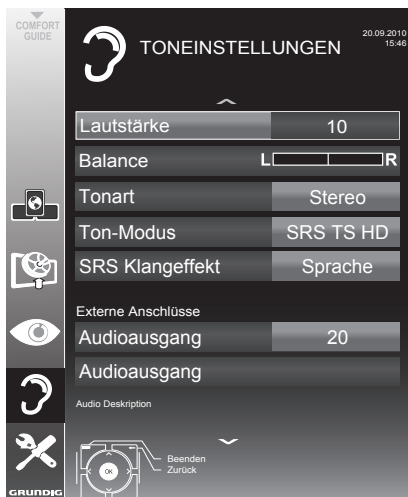 COMFORT
GUIDE
TONEINSTELLUNGEN
20.09.2010
15:46
Lautstärke 10
Balance L R
Tonart Stereo
Ton-Modus SRS TS HD
SRS Klangeffekt Sprache
Externe Anschlüsse
Audioausgang 20
Audioausgang
Audio Deskription
OK
Beenden
Zurück
GRUNDIG